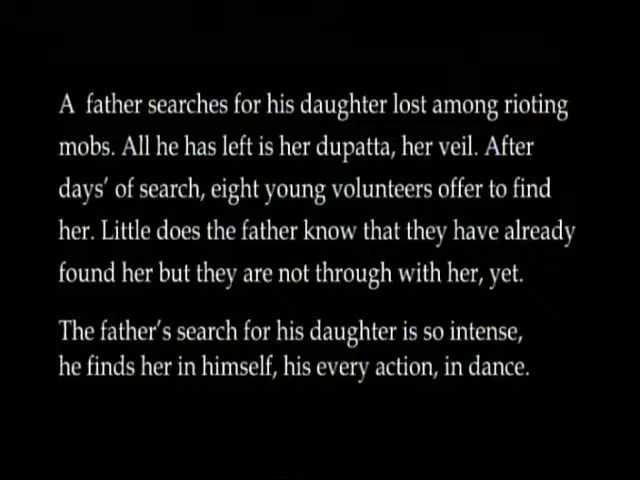 A father searches for his daughter lost among rioting
mobs. All he has left is her dupatta, her veil. After
days' of search, eight young volunteers offer to find
her. Little does the father know that they have already
found her but they are not through with her, yet.
The father's search for his daughter is so intense,
he finds her in himself, his every action, in dance.